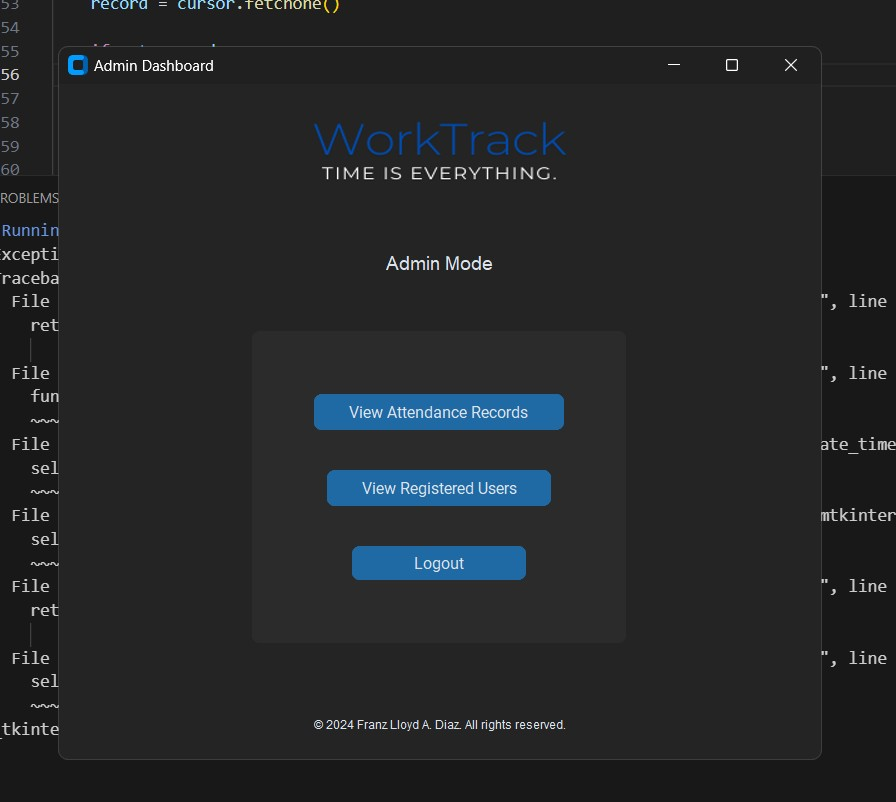 53 record = cursor.fetchone()
54
55
56
57
58
59
60
Admin Dashboard
WorkTrack
TIME IS EVERYTHING.
Admin Mode
View Attendance Records
View Registered Users
Logout
© 2024 Franz Lloyd A. Diaz. All rights reserved.
ROBLEMS
Runnin
xcepti
raceba
File ", line
ret
File ", line
fun
~~~
File ate_time
sel
~~~
File mtkinter
sel
~~~
File ", line
ret
File ", line
sel
~~~
_tkinte